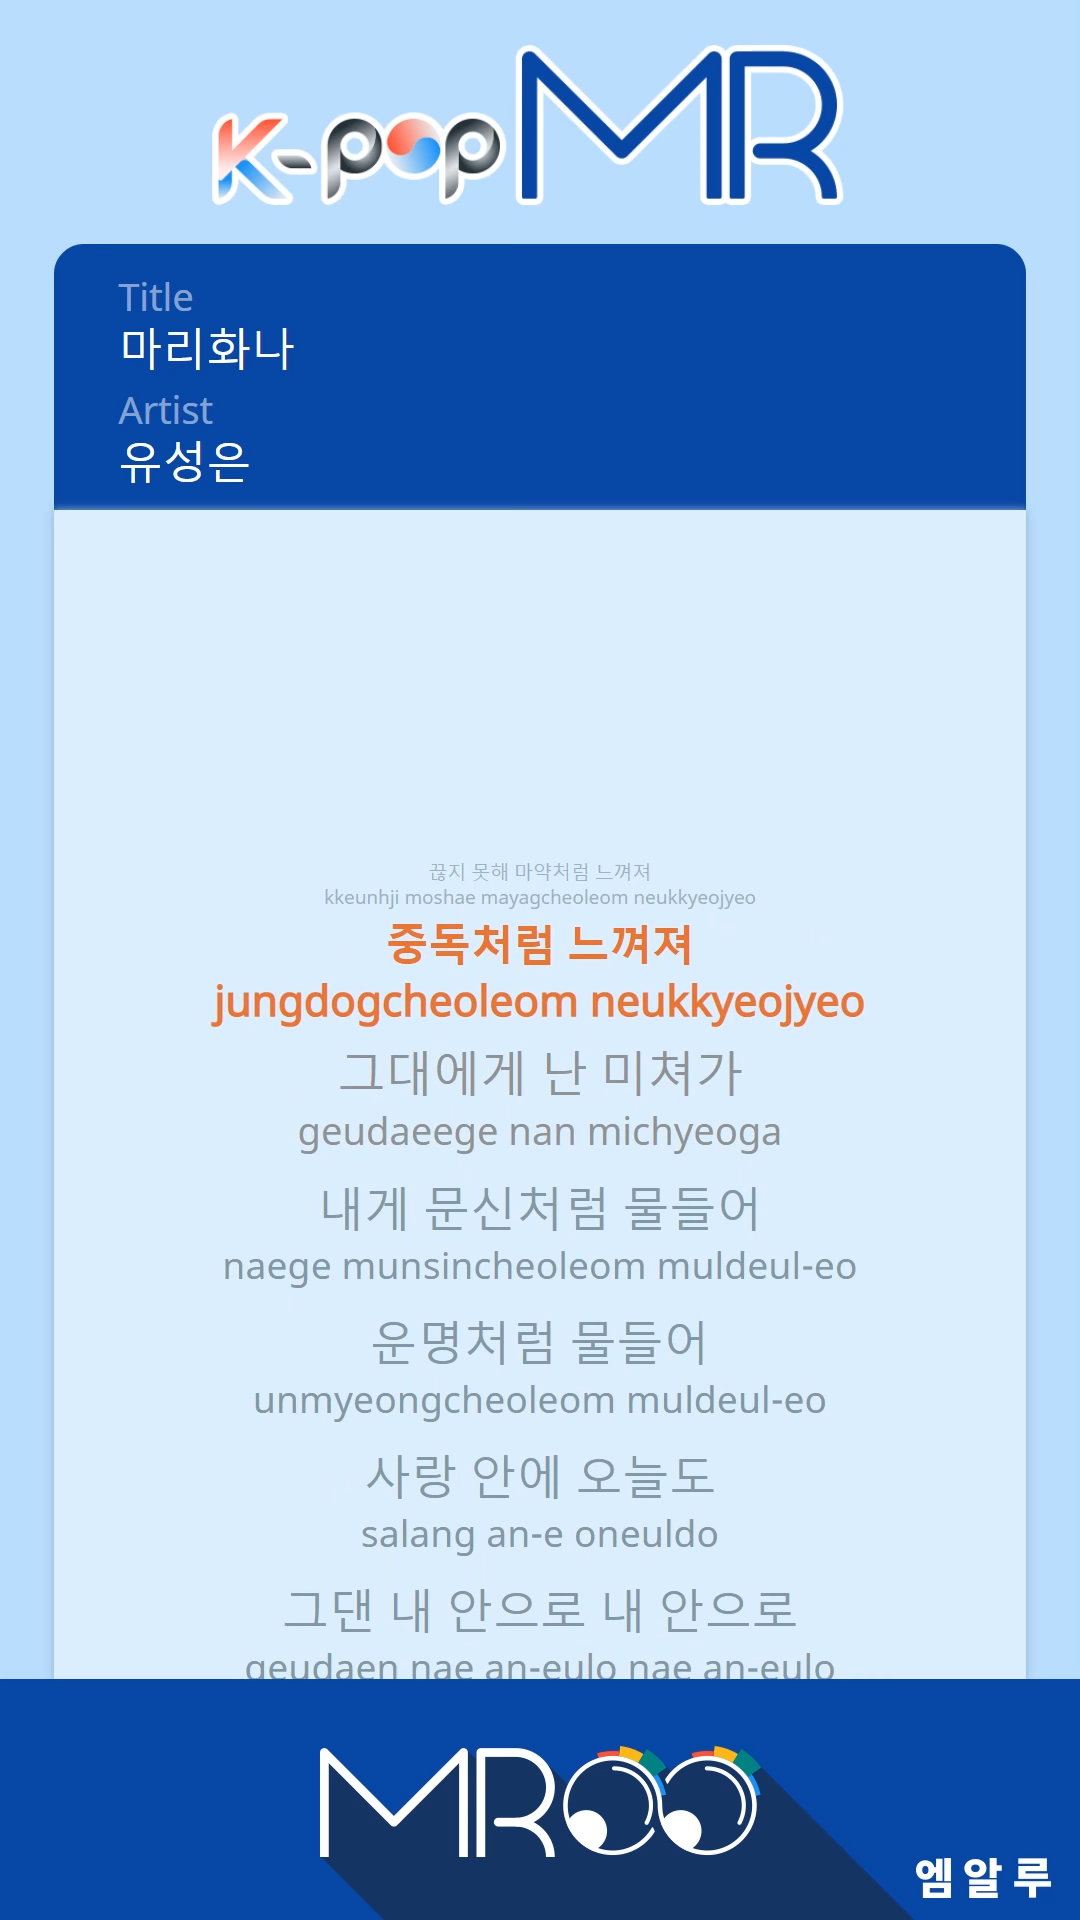 K-pop MR
Title
마리화나
Artist
유성은
끊지 못해 마약처럼 느껴져
kkeunhji moshae mayagcheoleom neukkyeojyeo
중독처럼 느껴져
jungdogcheoleom neukkyeojyeo
그대에게 난 미쳐가
geudaeege nan michyeoga
내게 문신처럼 물들어
naege munsincheoleom muldeul-eo
운명처럼 물들어
unmyeongcheoleom muldeul-eo
사랑 안에 오늘도
salang an-e oneuldo
그댄 내 안으로 내 안으로
geudaen nae an-eulo nae an-eulo
MROO
엠알루